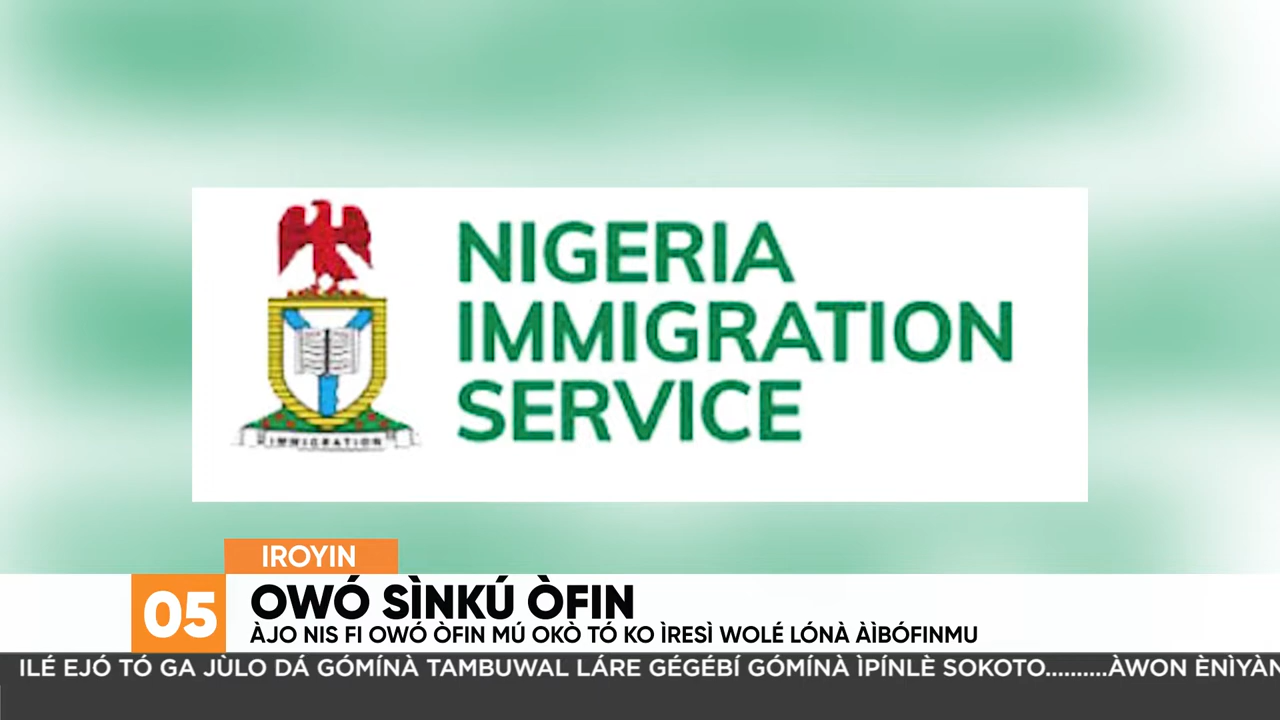 NIGERIA
IMMIGRATION
SERVICE
IMMIGRATION
IROYIN
05
OWÓ SÌNKÚ ÒFIN
ÀJO NIS FI OWÓ ÒFIN MÚ OKÒ TÓ KO ÌRESÌ WOLÉ LÓNÀ ÀÌBÓFINMU
ILÉ EJÓ TÓ GA JÙLO DÁ GÓMÍNÀ TAMBUWAL LÁRE GÉGÉBÍ GÓMÍNÀ ÌPÍNLÈ SOKOTO..........ÀWON ÈNÌYÀN